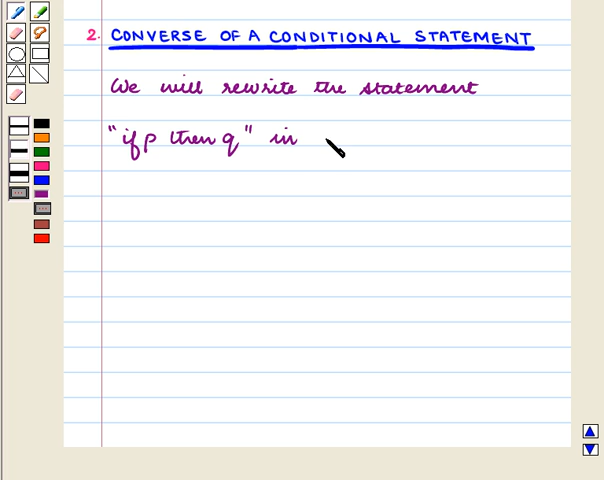 2. CONVERSE OF A CONDITIONAL STATEMENT
We will rewrite the statement
"if p then q" in